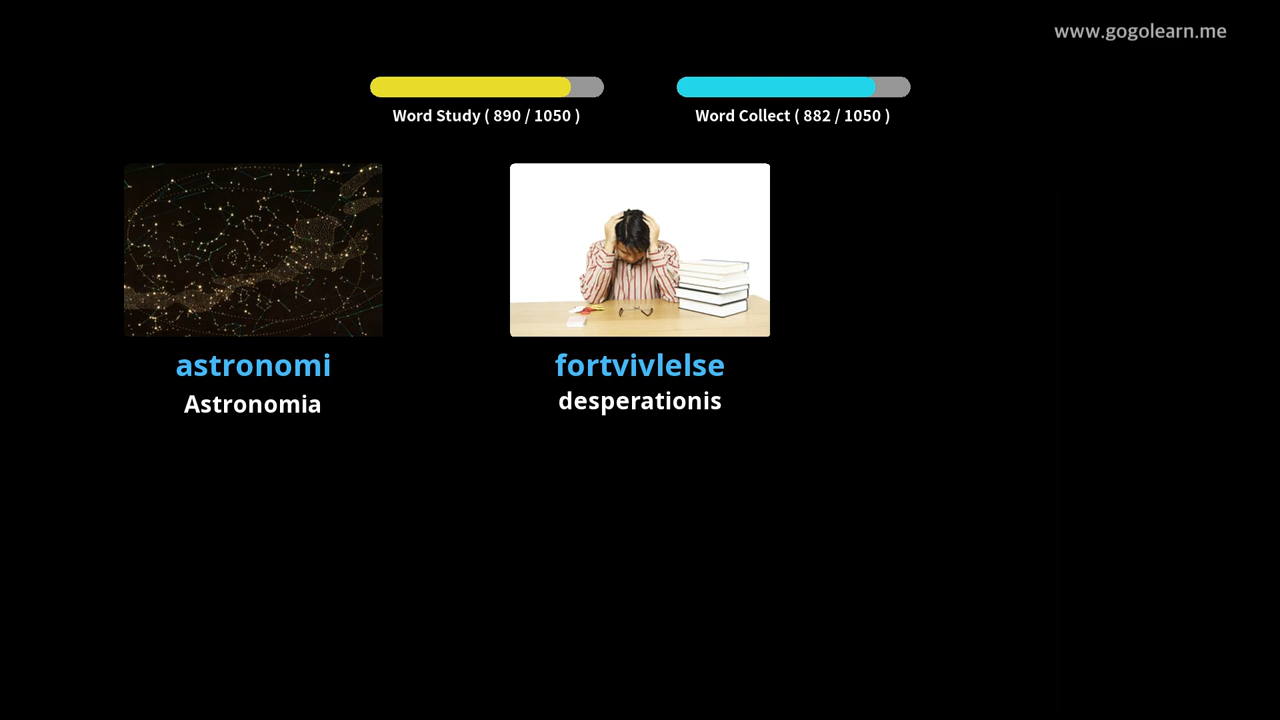 www.gogolearn.me
Word Study ( 890 / 1050 )
Word Collect ( 882 / 1050 )
astronomi
Astronomia
fortvivlelse
desperationis